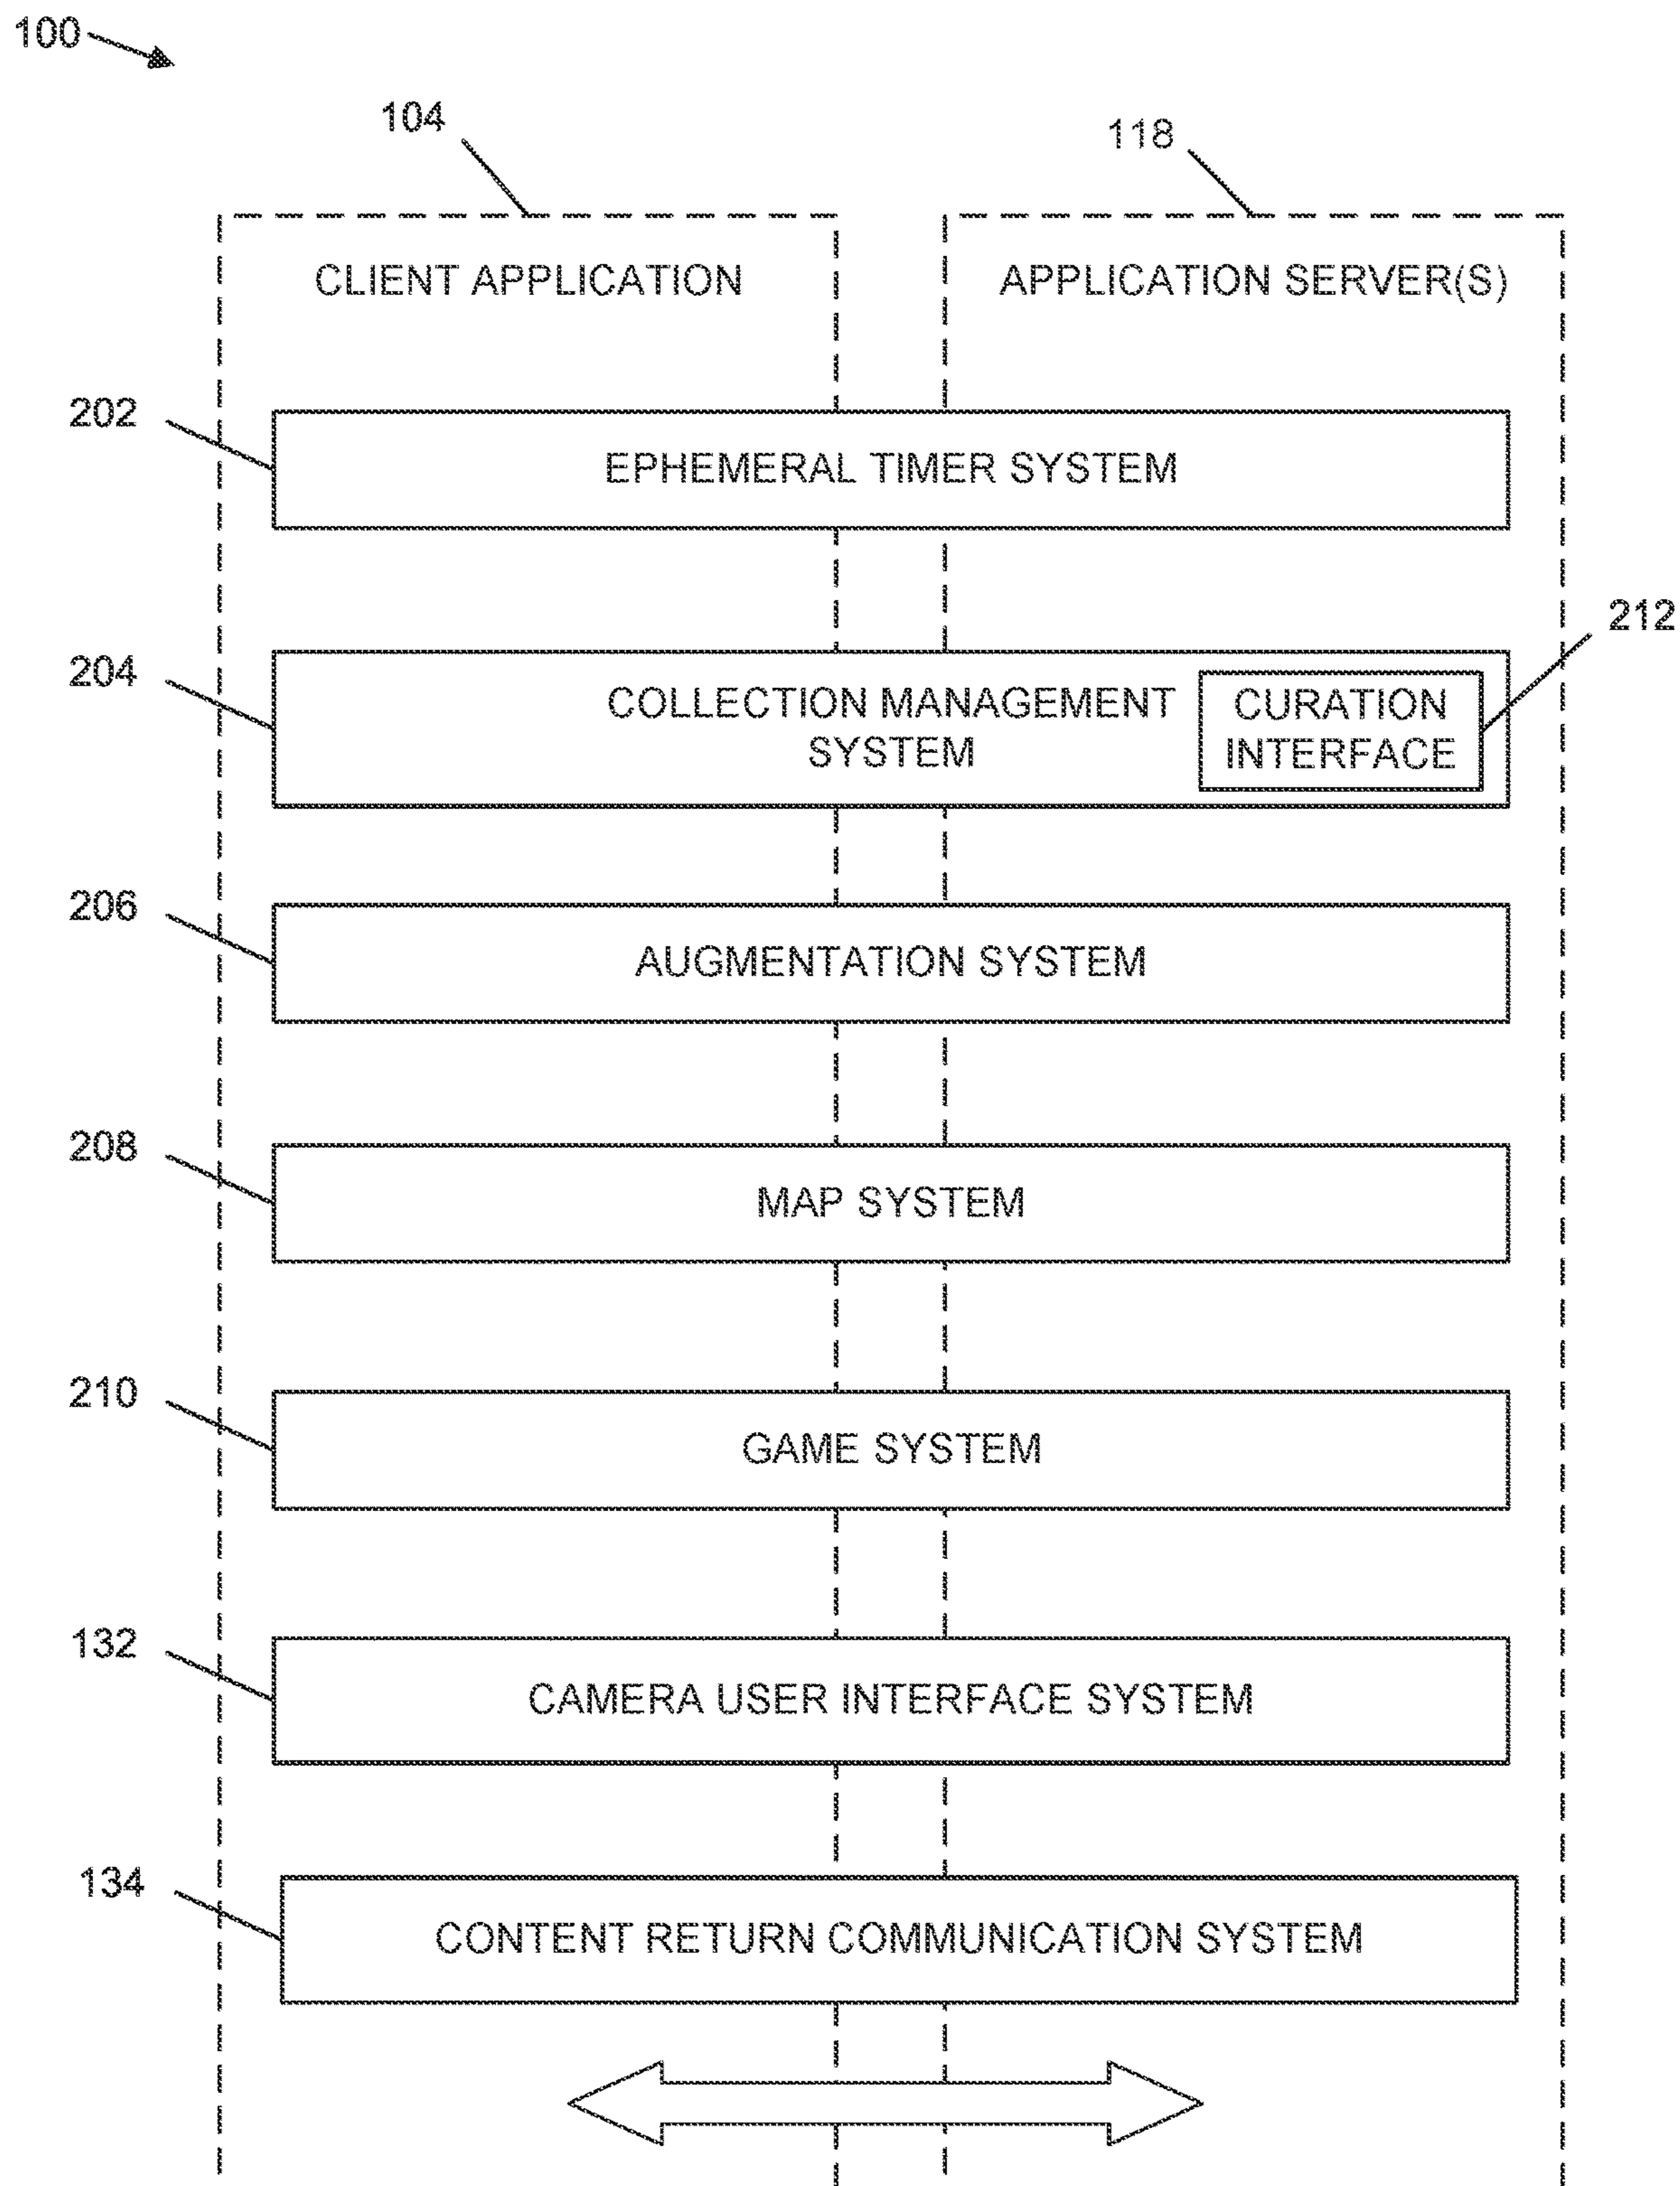 100
104
118
CLIENT APPLICATION
APPLICATION SERVER(S)
202
EPHEMERAL TIMER SYSTEM
212
204
COLLECTION MANAGEMENT
SYSTEM
CURATION
INTERFACE
206
AUGMENTATION SYSTEM
208
MAP SYSTEM
210
GAME SYSTEM
132
CAMERA USER INTERFACE SYSTEM
134
CONTENT RETURN COMMUNICATION SYSTEM